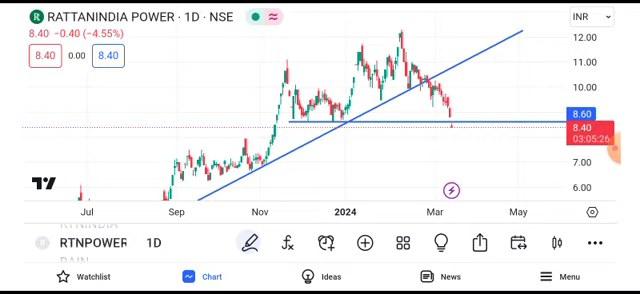 RATTANINDIA POWER · 1D · NSE
INR
8.40 −0.40 (−4.55%)
8.40 0.00 8.40
12.00
11.00
10.00
8.60
8.40
03:05:26
7.00
6.00
Jul Sep Nov 2024 Mar May
RTNINDIA
RTNPOWER 1D
Watchlist Chart Ideas News Menu